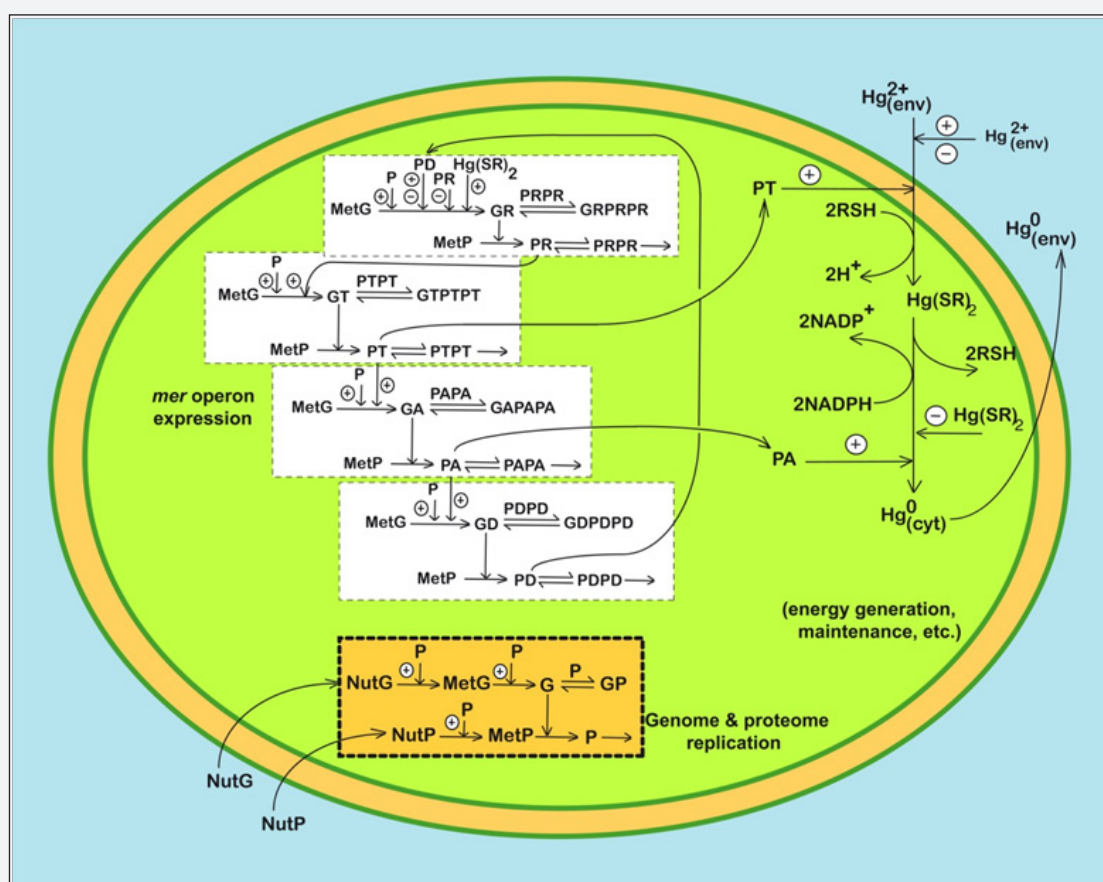 Hg2+(env)
+
−
Hg2+(env)
PD
Hg(SR)2
P
+
PR
+
−
−
+
MetG
GR
PRPR
GRPRPR
MetP
PR
PRPR
PT
+
2RSH
Hg0(env)
P
+
+
MetG
GT
PTPT
GTPTPT
2H+
Hg(SR)2
MetP
PT
PTPT
2NADP+
2RSH
mer operon
expression
P
+
+
MetG
GA
PAPA
GAPAPA
2NADPH
−
Hg(SR)2
MetP
PA
PAPA
PA
+
P
+
+
MetG
GD
PDPD
GDPDPD
Hg0(cyt)
MetP
PD
PDPD
(energy generation,
maintenance, etc.)
P
P
+
+
NutG
MetG
G
P
GP
P
+
NutP
MetP
P
Genome & proteome
replication
NutG
NutP